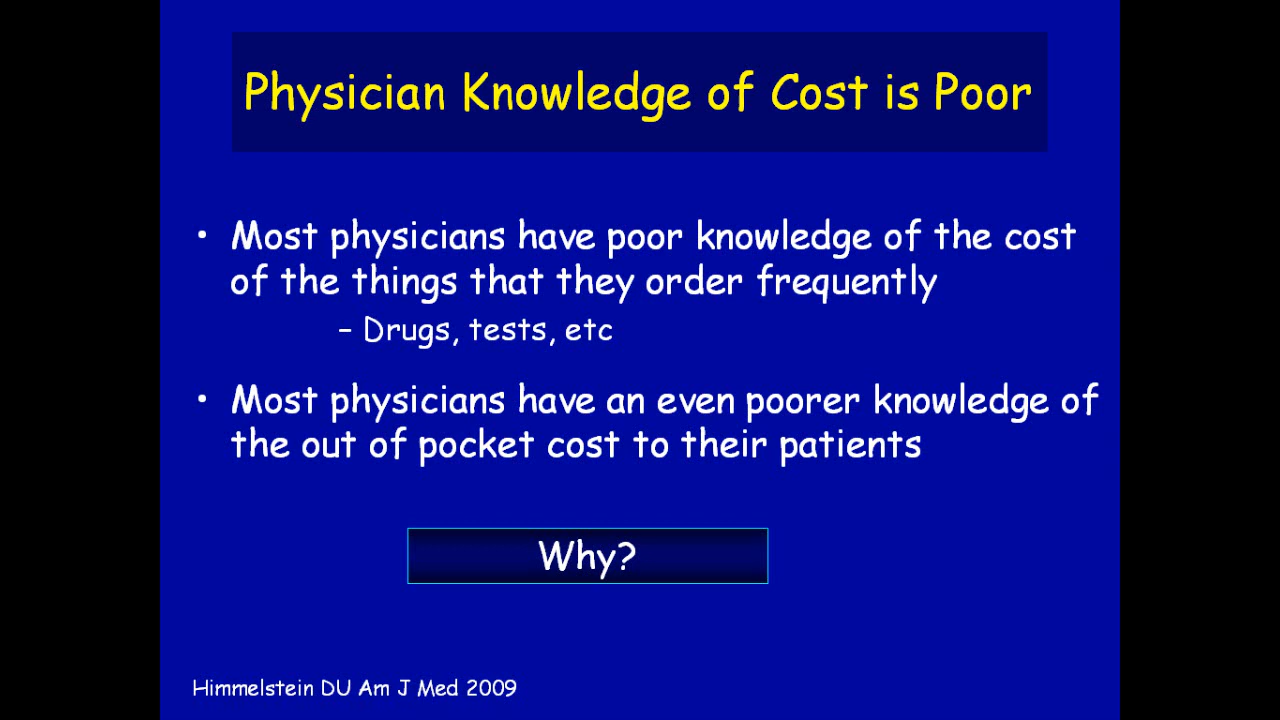 Physician Knowledge of Cost is Poor
• Most physicians have poor knowledge of the cost
of the things that they order frequently
– Drugs, tests, etc
• Most physicians have an even poorer knowledge of
the out of pocket cost to their patients
Why?
Himmelstein DU Am J Med 2009